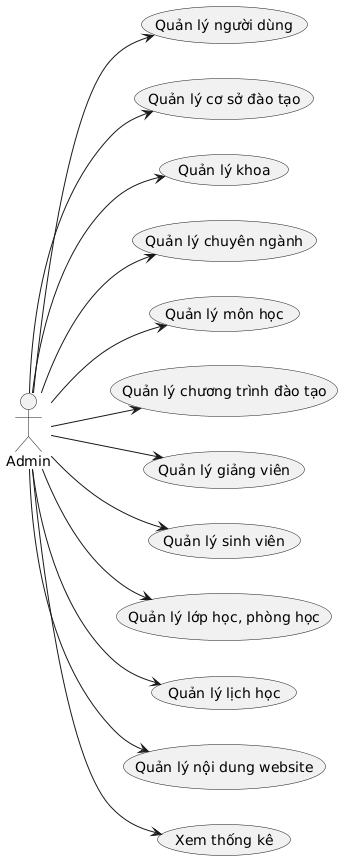 Quản lý người dùng
Quản lý cơ sở đào tạo
Quản lý khoa
Quản lý chuyên ngành
Quản lý môn học
Quản lý chương trình đào tạo
Admin
Quản lý giảng viên
Quản lý sinh viên
Quản lý lớp học, phòng học
Quản lý lịch học
Quản lý nội dung website
Xem thống kê